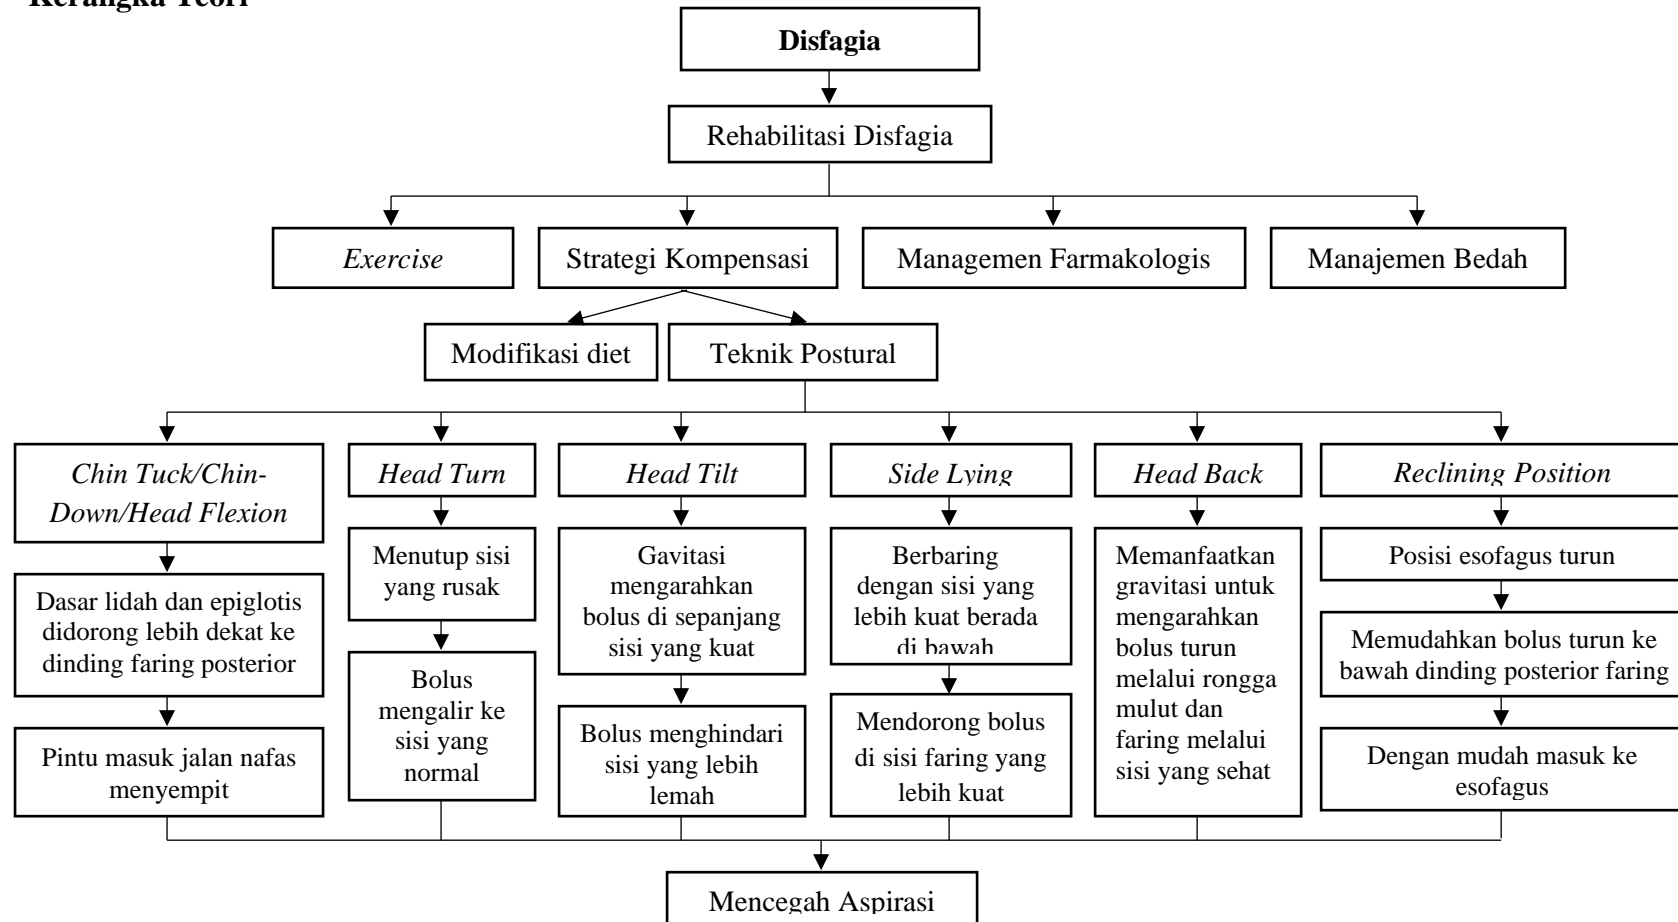 Kerangka Teori
Disfagia
Rehabilitasi Disfagia
Exercise
Strategi Kompensasi
Managemen Farmakologis
Manajemen Bedah
Modifikasi diet
Teknik Postural
Chin Tuck/Chin-
Down/Head Flexion
Head Turn
Head Tilt
Side Lying
Head Back
Reclining Position
Dasar lidah dan epiglotis
didorong lebih dekat ke
dinding faring posterior
Menutup sisi
yang rusak
Gavitasi
mengarahkan
bolus di sepanjang
sisi yang kuat
Berbaring
dengan sisi yang
lebih kuat berada
di bawah
Memanfaatkan
gravitasi untuk
mengarahkan
bolus turun
melalui rongga
mulut dan
faring melalui
sisi yang sehat
Posisi esofagus turun
Memudahkan bolus turun ke
bawah dinding posterior faring
Pintu masuk jalan nafas
menyempit
Bolus
mengalir ke
sisi yang
normal
Bolus menghindari
sisi yang lebih
lemah
Mendorong bolus
di sisi faring yang
lebih kuat
Dengan mudah masuk ke
esofagus
Mencegah Aspirasi